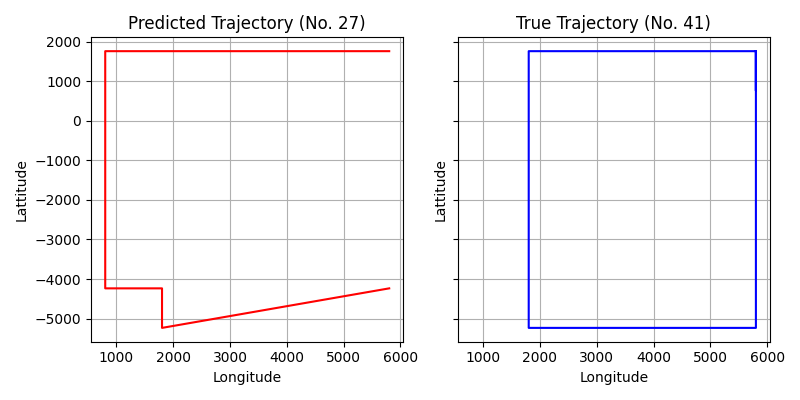 Predicted Trajectory (No. 27)
True Trajectory (No. 41)
2000
1000
0
−1000
−2000
−3000
−4000
−5000
Lattitude
Lattitude
1000 2000 3000 4000 5000 6000
1000 2000 3000 4000 5000 6000
Longitude
Longitude